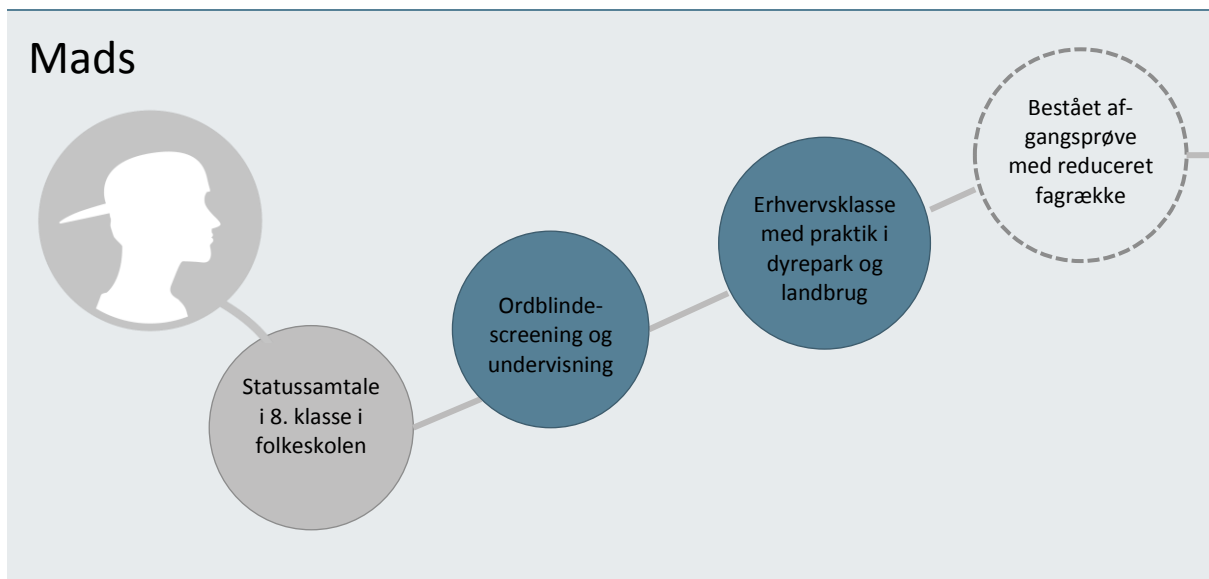 Mads
Statussamtale
i 8. klasse i
folkeskolen
Ordblinde-
screening og
undervisning
Erhvervsklasse
med praktik i
dyrepark og
landbrug
Bestået af-
gangsprøve
med reduceret
fagrække